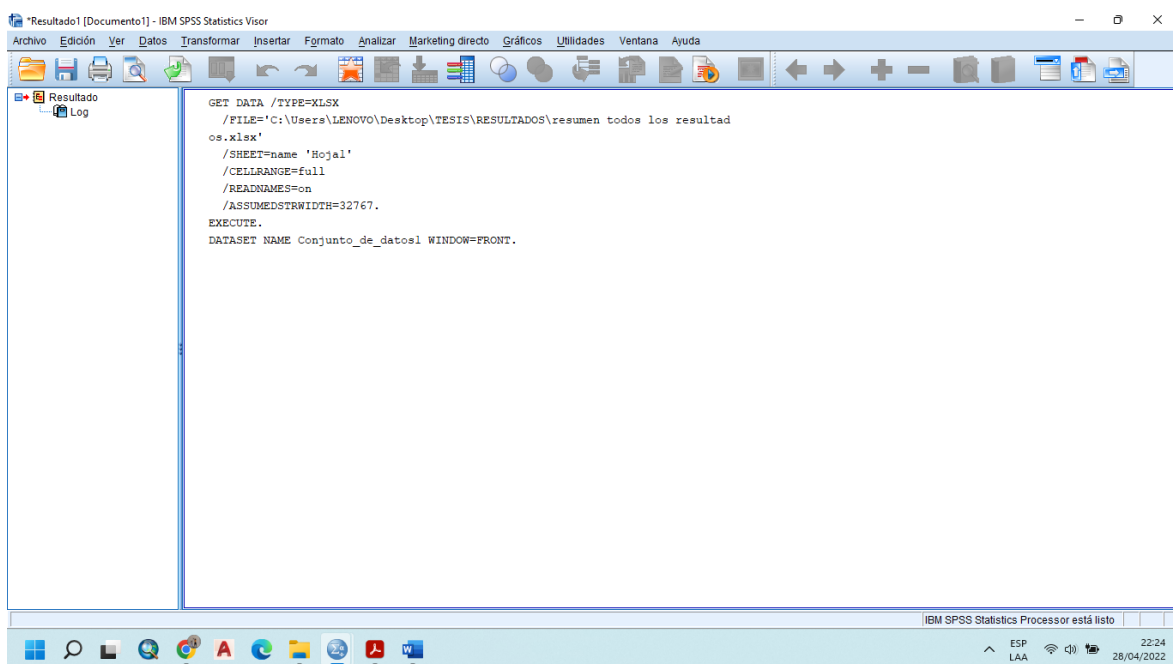 *Resultado1 [Documento1] - IBM SPSS Statistics Visor
Archivo Edición Ver Datos Transformar Insertar Formato Analizar Marketing directo Gráficos Utilidades Ventana Ayuda
Resultado
Log
GET DATA /TYPE=XLSX
/FILE='C:\Users\LENOVO\Desktop\TESIS\RESULTADOS\resumen todos los resultad
os.xlsx'
/SHEET=name 'Hoja1'
/CELLRANGE=full
/READNAMES=on
/ASSUMEDSTRWIDTH=32767.
EXECUTE.
DATASET NAME Conjunto_de_datos1 WINDOW=FRONT.
IBM SPSS Statistics Processor está listo
ESP
LAA
22:24
28/04/2022